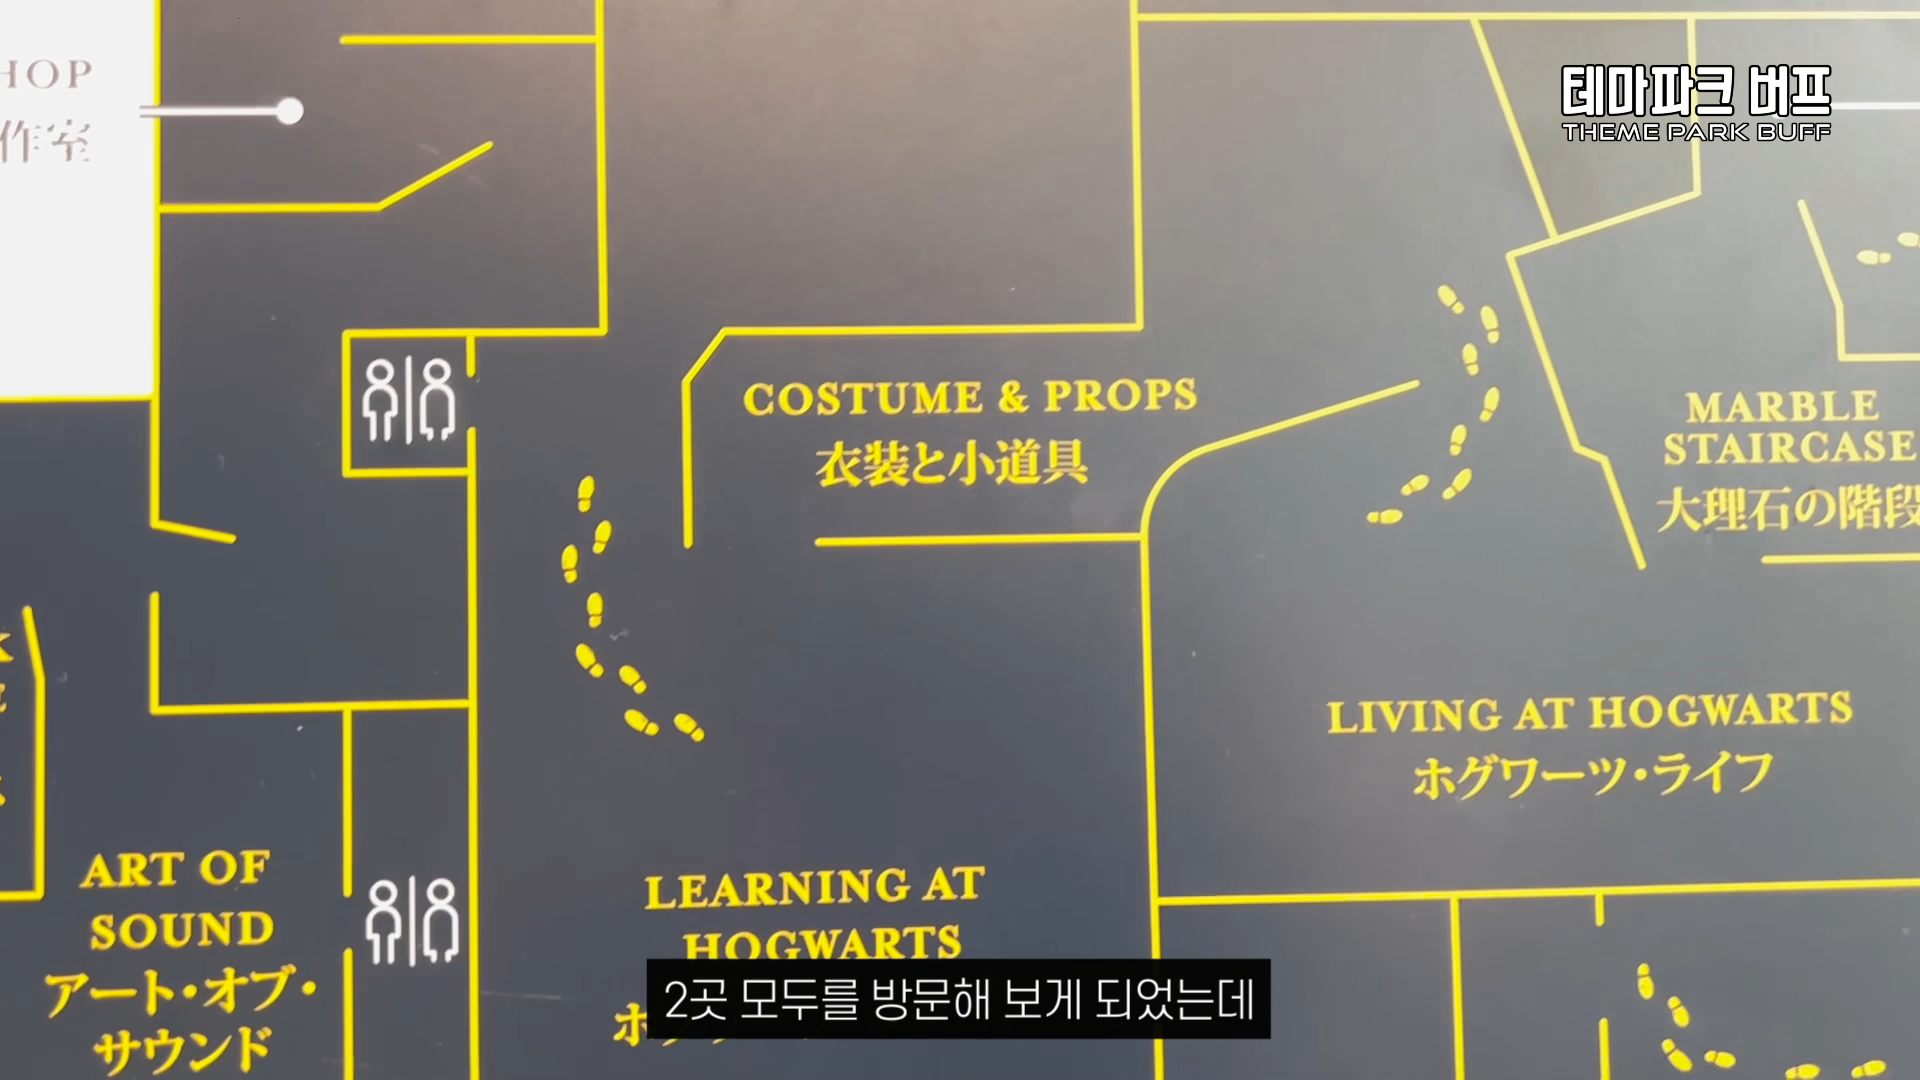 HOP
作室
테마파크 버프
THEME PARK BUFF
COSTUME & PROPS
衣装と小道具
MARBLE
STAIRCASE
大理石の階段
LIVING AT HOGWARTS
ホグワーツ・ライフ
ART OF
SOUND
アート・オブ・
サウンド
LEARNING AT
HOGWARTS
2곳 모두를 방문해 보게 되었는데